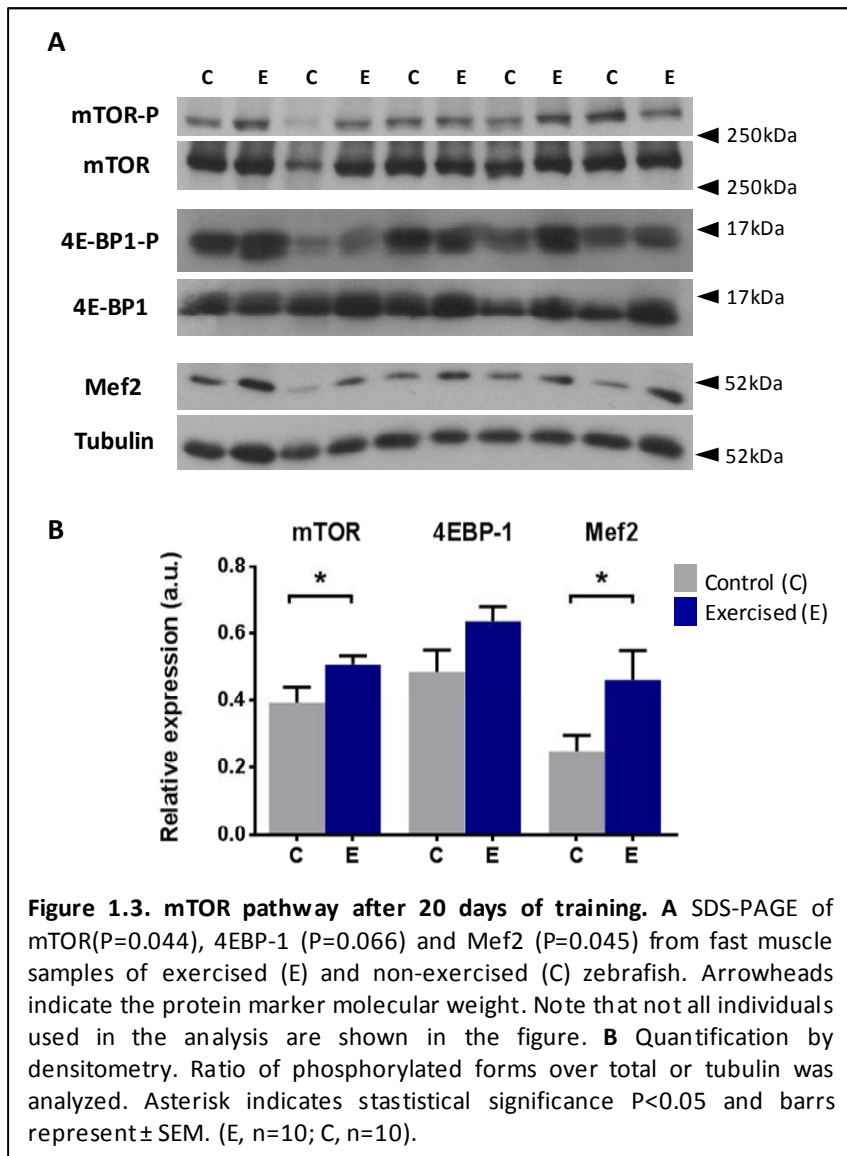 A
C E C E C E C E C E
mTOR-P
250kDa
mTOR
250kDa
4E-BP1-P
17kDa
4E-BP1
17kDa
Mef2
52kDa
Tubulin
52kDa
B
mTOR 4EBP-1 Mef2
Relative expression (a.u.)
0.8
0.6
0.4
0.2
0.0
* *
C E C E C E
Control (C)
Exercised (E)
Figure 1.3. mTOR pathway after 20 days of training. A SDS-PAGE of
mTOR(P=0.044), 4EBP-1 (P=0.066) and Mef2 (P=0.045) from fast muscle
samples of exercised (E) and non-exercised (C) zebrafish. Arrowheads
indicate the protein marker molecular weight. Note that not all individuals
used in the analysis are shown in the figure. B Quantification by
densitometry. Ratio of phosphorylated forms over total or tubulin was
analyzed. Asterisk indicates stastistical significance P<0.05 and barrs
represent ± SEM. (E, n=10; C, n=10).